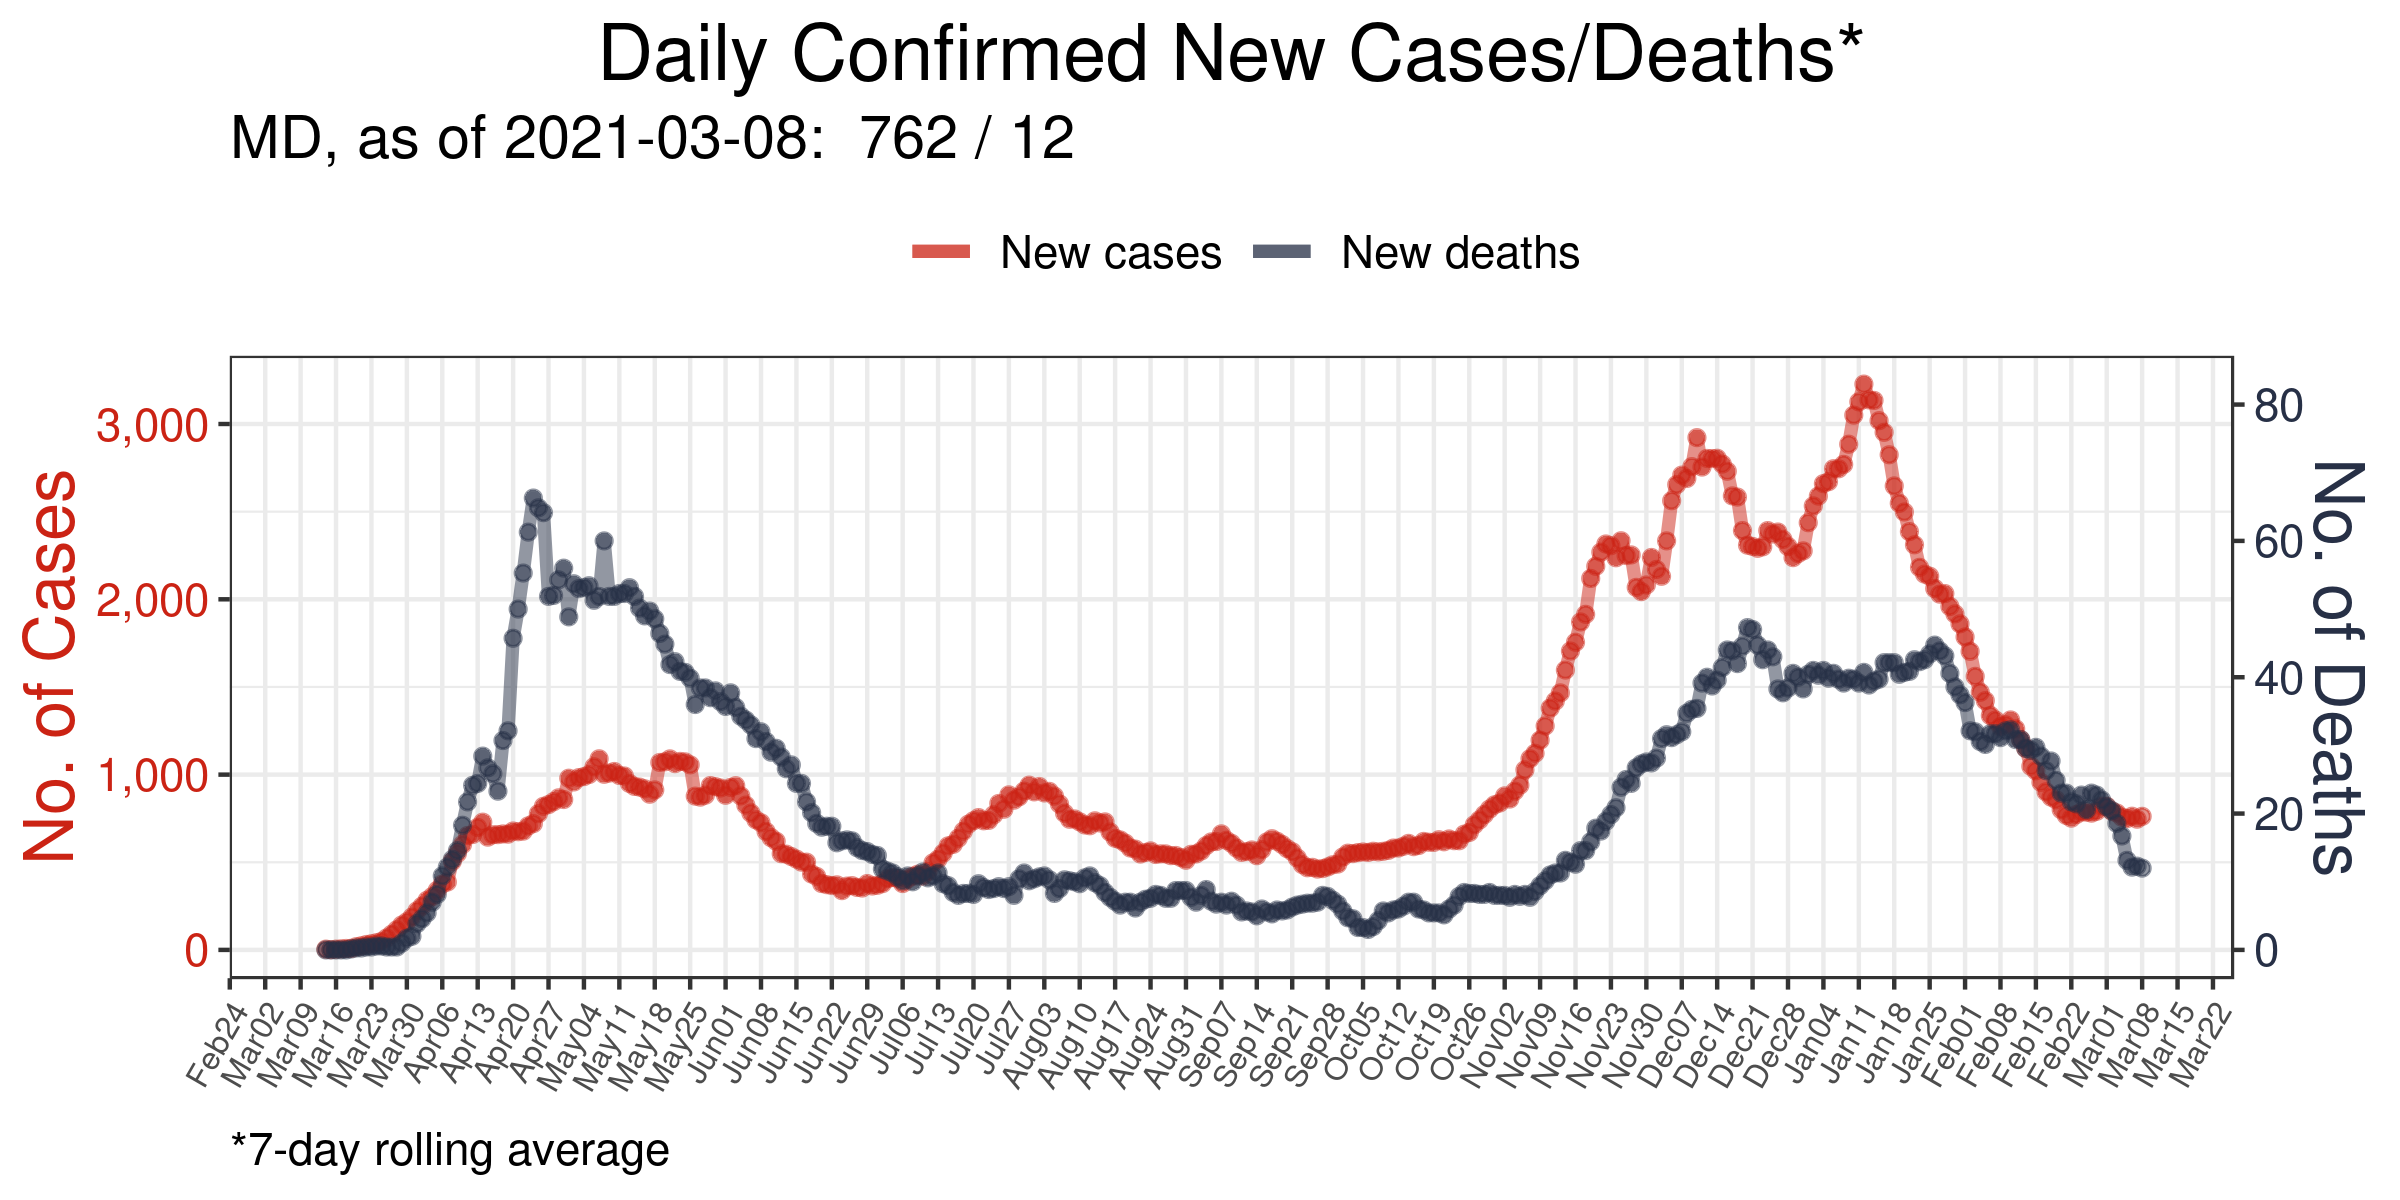 Daily Confirmed New Cases/Deaths*
MD, as of 2021-03-08:  762 / 12
New cases
New deaths
No. of Cases
3,000
2,000
1,000
0
80
60
40
20
0
No. of Deaths
Feb24
Mar02
Mar09
Mar16
Mar23
Mar30
Apr06
Apr13
Apr20
Apr27
May04
May11
May18
May25
Jun01
Jun08
Jun15
Jun22
Jun29
Jul06
Jul13
Jul20
Jul27
Aug03
Aug10
Aug17
Aug24
Aug31
Sep07
Sep14
Sep21
Sep28
Oct05
Oct12
Oct19
Oct26
Nov02
Nov09
Nov16
Nov23
Nov30
Dec07
Dec14
Dec21
Dec28
Jan04
Jan11
Jan18
Jan25
Feb01
Feb08
Feb15
Feb22
Mar01
Mar08
Mar15
Mar22
*7-day rolling average